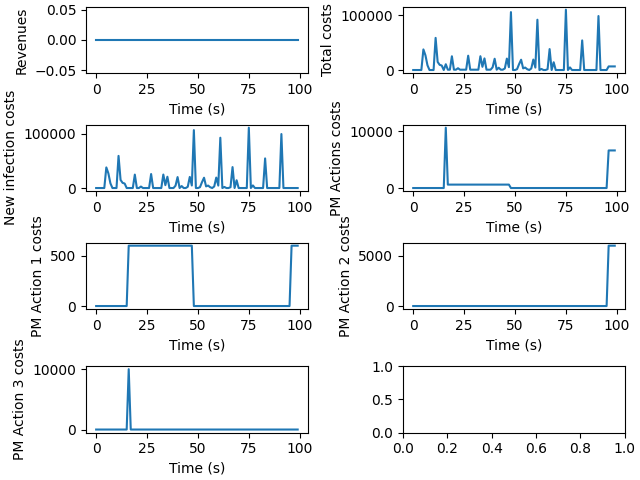 Revenues
0.05
0.00
−0.05
0 25 50 75 100
Time (s)
Total costs
100000
0
0 25 50 75 100
Time (s)
New infection costs
100000
0
0 25 50 75 100
Time (s)
PM Actions costs
10000
0
0 25 50 75 100
Time (s)
PM Action 1 costs
500
0
0 25 50 75 100
Time (s)
PM Action 2 costs
5000
0
0 25 50 75 100
Time (s)
PM Action 3 costs
10000
0
0 25 50 75 100
Time (s)
1.0
0.5
0.0
0.0 0.2 0.4 0.6 0.8 1.0